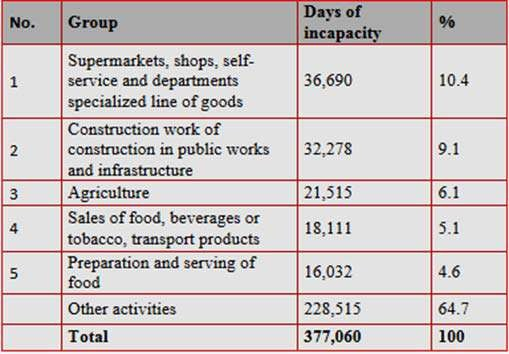 No. Group Days of incapacity %
1 Supermarkets, shops, self-service and departments specialized line of goods 36,690 10.4
2 Construction work of construction in public works and infrastructure 32,278 9.1
3 Agriculture 21,515 6.1
4 Sales of food, beverages or tobacco, transport products 18,111 5.1
5 Preparation and serving of food 16,032 4.6
Other activities 228,515 64.7
Total 377,060 100